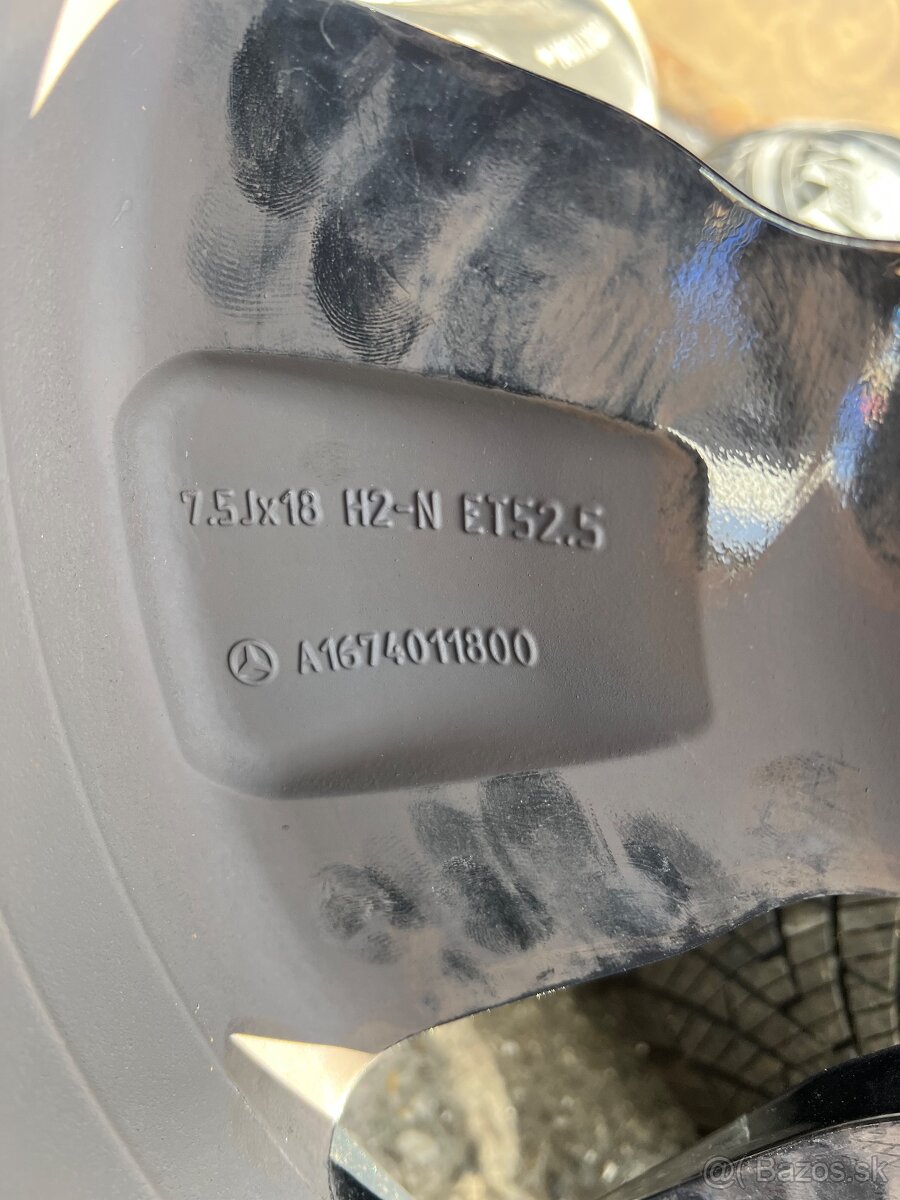 7.5Jx18 H2-N ET52.5
A1674011800
@( Bazos.sk